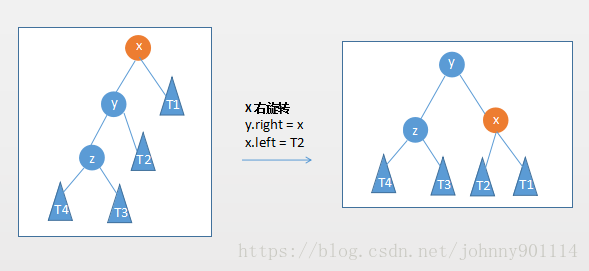 x
y
T1
z
T2
T4
T3
X 右旋转
y.right = x
x.left = T2
y
z
x
T4
T3
T2
T1
https://blog.csdn.net/johnny901114